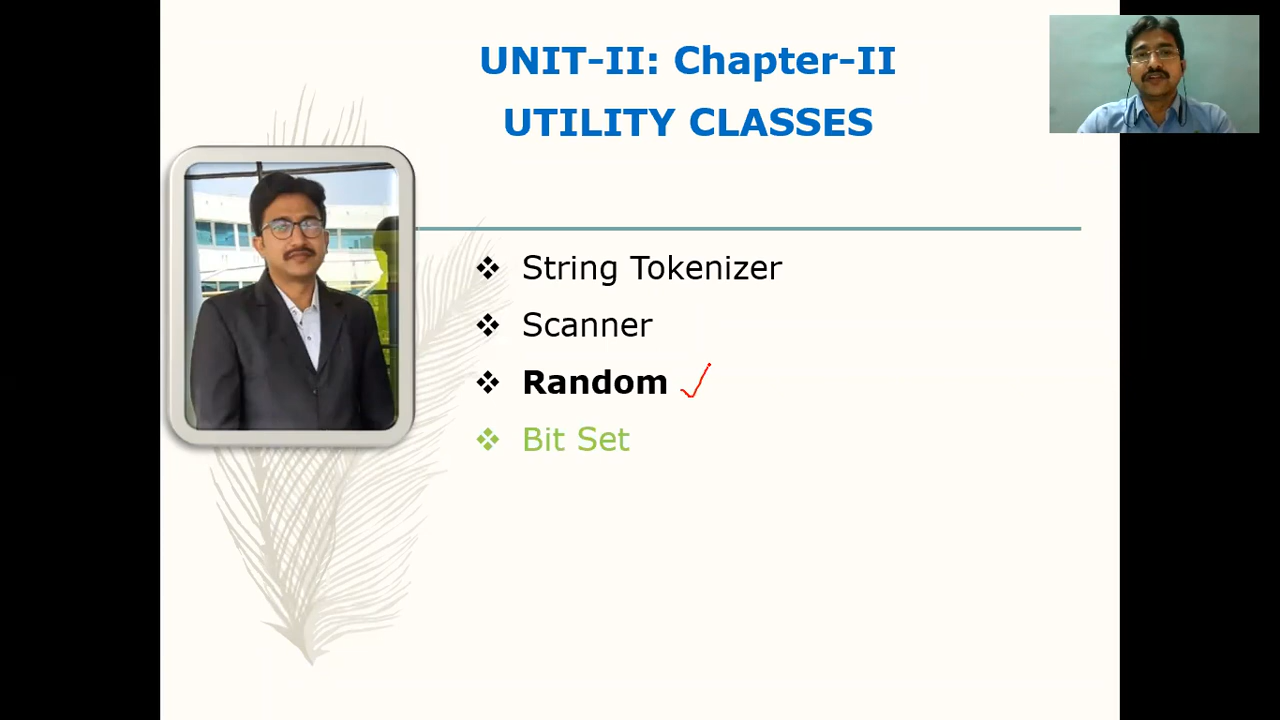 UNIT-II: Chapter-II
UTILITY CLASSES
String Tokenizer
Scanner
Random
Bit Set